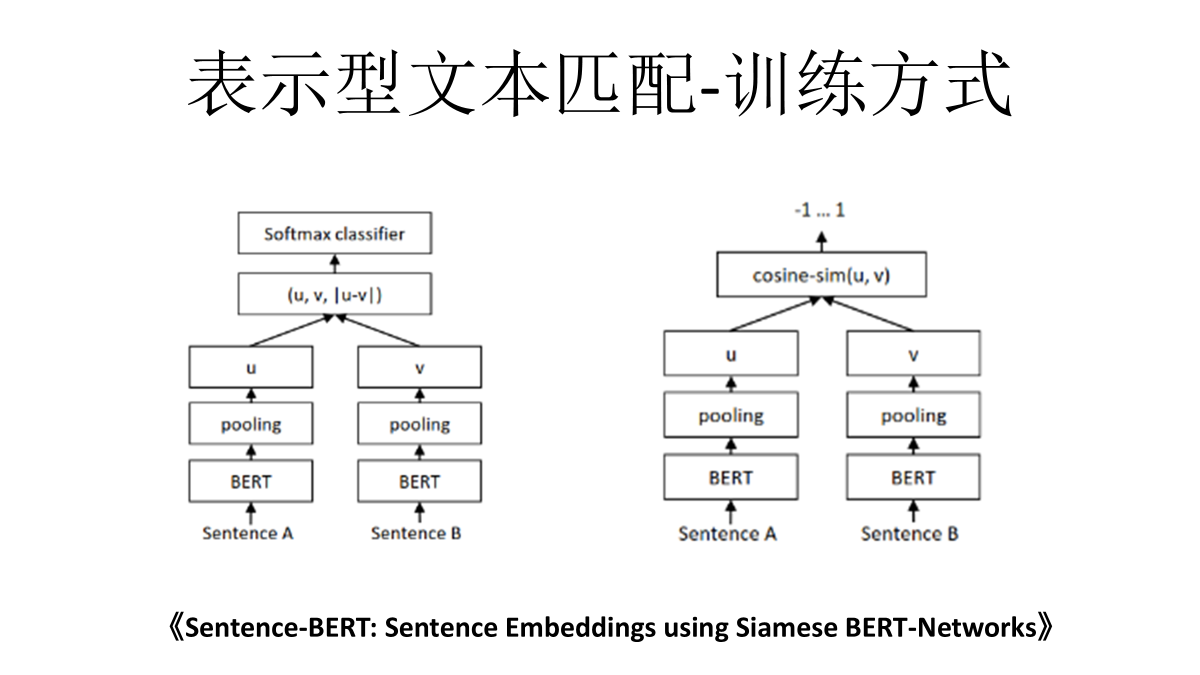 表示型文本匹配-训练方式
Softmax classifier
(u, v, |u-v|)
u
v
pooling
pooling
BERT
BERT
Sentence A
Sentence B
-1 ... 1
cosine-sim(u, v)
u
v
pooling
pooling
BERT
BERT
Sentence A
Sentence B
《Sentence-BERT: Sentence Embeddings using Siamese BERT-Networks》